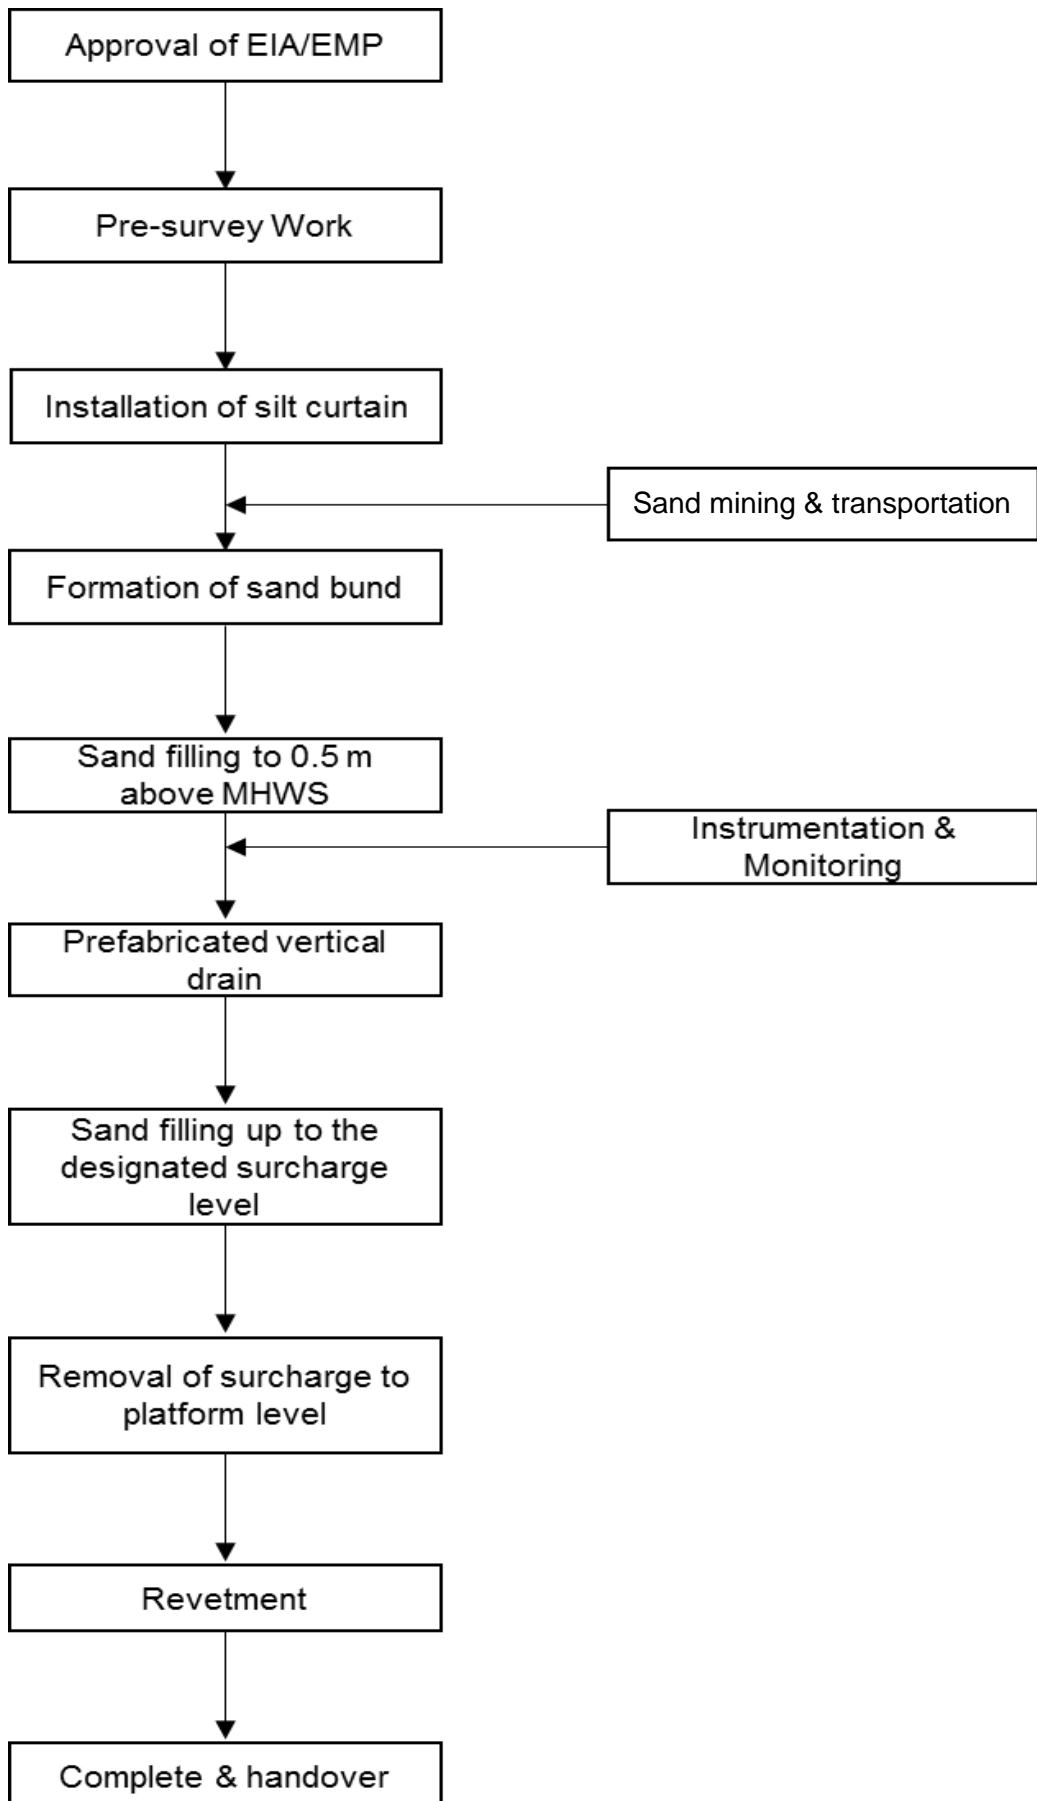 Approval of EIA/EMP
Pre-survey Work
Installation of silt curtain
Sand mining & transportation
Formation of sand bund
Sand filling to 0.5 m
above MHWS
Instrumentation &
Monitoring
Prefabricated vertical
drain
Sand filling up to the
designated surcharge
level
Removal of surcharge to
platform level
Revetment
Complete & handover